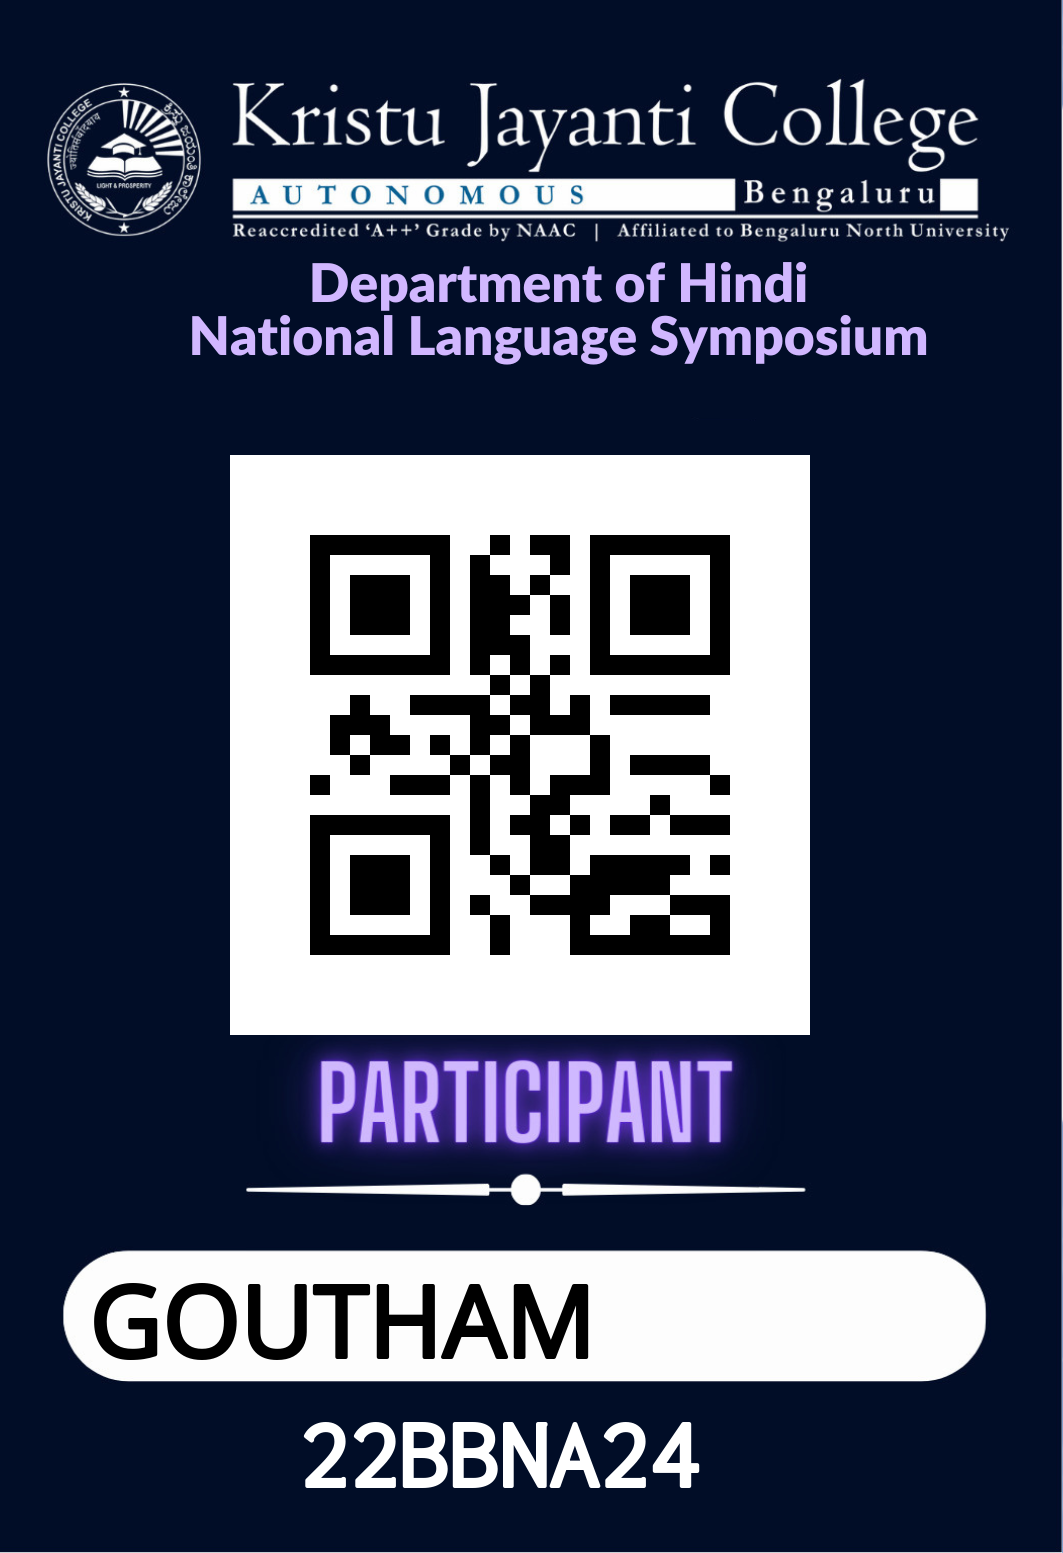 Kristu Jayanti College
AUTONOMOUS Bengaluru
Reaccredited ‘A++’ Grade by NAAC | Affiliated to Bengaluru North University
KRISTU JAYANTI COLLEGE
LIGHT & PROSPERITY
Department of Hindi
National Language Symposium
PARTICIPANT
GOUTHAM
22BBNA24